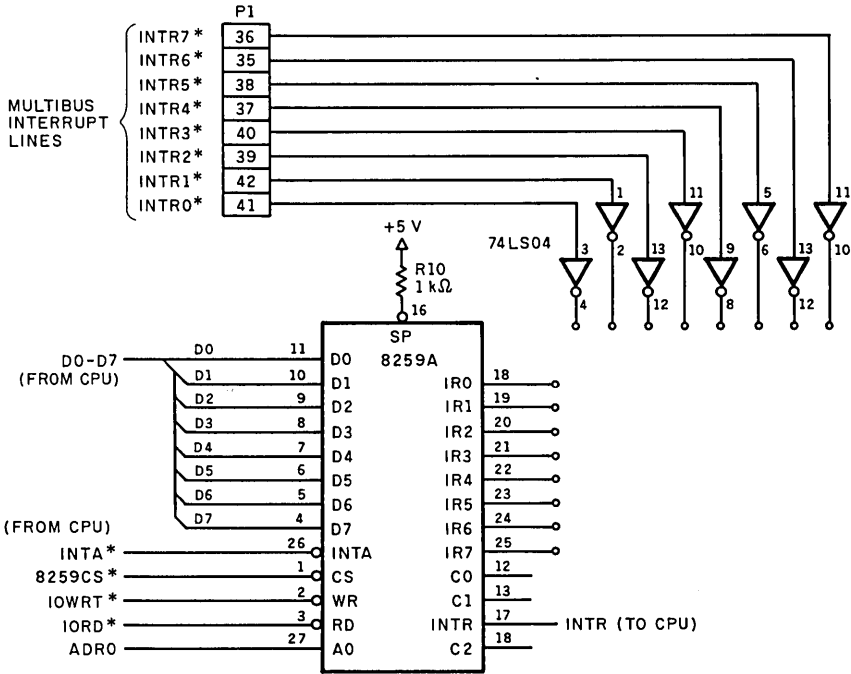 P1
INTR7* 36
INTR6* 35
INTR5* 38
INTR4* 37
INTR3* 40
INTR2* 39
INTR1* 42
INTR0* 41
MULTIBUS
INTERRUPT
LINES
1 11 5 11
74LS04
3 2 13 10 9 6 13 10
4 12 8 12
+5 V
R10
1 kΩ
16
SP
8259A
D0-D7
(FROM CPU)
D0 11 D0
D1 10 D1
D2 9 D2
D3 8 D3
D4 7 D4
D5 6 D5
D6 5 D6
D7 4 D7
IR0 18
IR1 19
IR2 20
IR3 21
IR4 22
IR5 23
IR6 24
IR7 25
(FROM CPU)
INTA* 26 INTA
8259CS* 1 CS
IOWRT* 2 WR
IORD* 3 RD
ADR0 27 A0
C0 12
C1 13
INTR 17 INTR (TO CPU)
C2 18